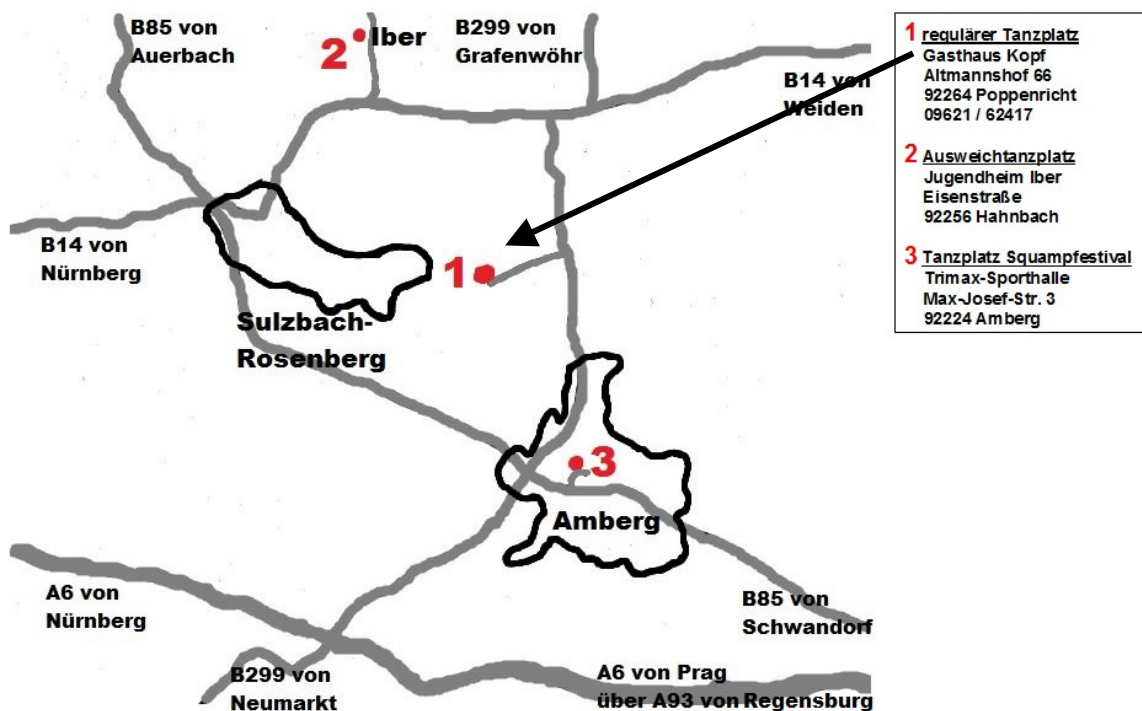 B85 von
Auerbach
2
Iber
B299 von
Grafenwöhr
B14 von
Weiden
B14 von
Nürnberg
1
Sulzbach-
Rosenberg
3
Amberg
A6 von
Nürnberg
B85 von
Schwandorf
B299 von
Neumarkt
A6 von Prag
über A93 von Regensburg
1 regulärer Tanzplatz
Gasthaus Kopf
Altmannshof 66
92264 Poppenricht
09621 / 62417
2 Ausweichtanzplatz
Jugendheim Iber
Eisenstraße
92256 Hahnbach
3 Tanzplatz Squampfestival
Trimax-Sporthalle
Max-Josef-Str. 3
92224 Amberg